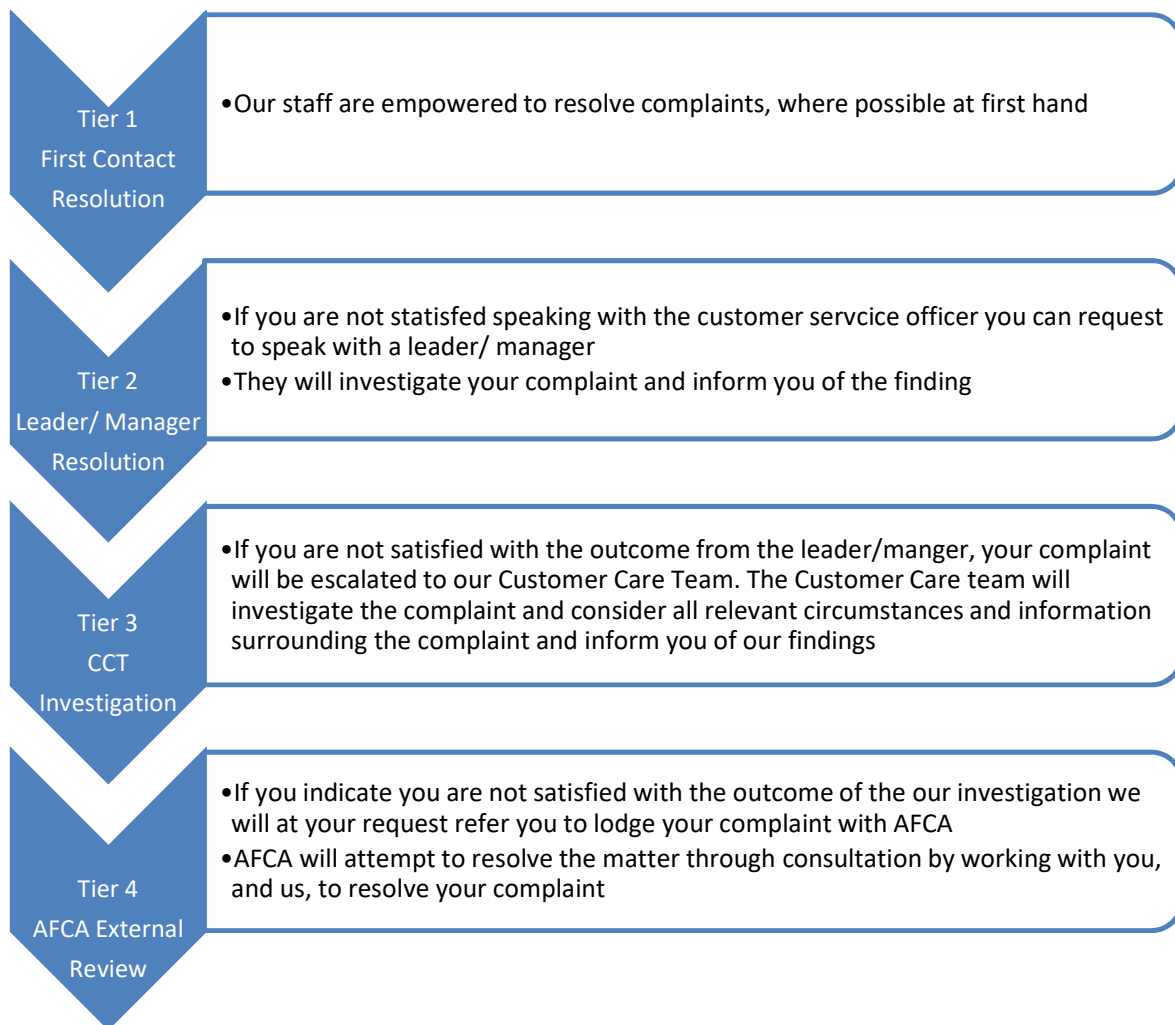 Tier 1
First Contact
Resolution
•Our staff are empowered to resolve complaints, where possible at first hand
Tier 2
Leader/ Manager
Resolution
•If you are not statisfed speaking with the customer servcice officer you can request
to speak with a leader/ manager
•They will investigate your complaint and inform you of the finding
Tier 3
CCT
Investigation
•If you are not satisfied with the outcome from the leader/manger, your complaint
will be escalated to our Customer Care Team. The Customer Care team will
investigate the complaint and consider all relevant circumstances and information
surrounding the complaint and inform you of our findings
Tier 4
AFCA External
Review
•If you indicate you are not satisfied with the outcome of the our investigation we
will at your request refer you to lodge your complaint with AFCA
•AFCA will attempt to resolve the matter through consultation by working with you,
and us, to resolve your complaint